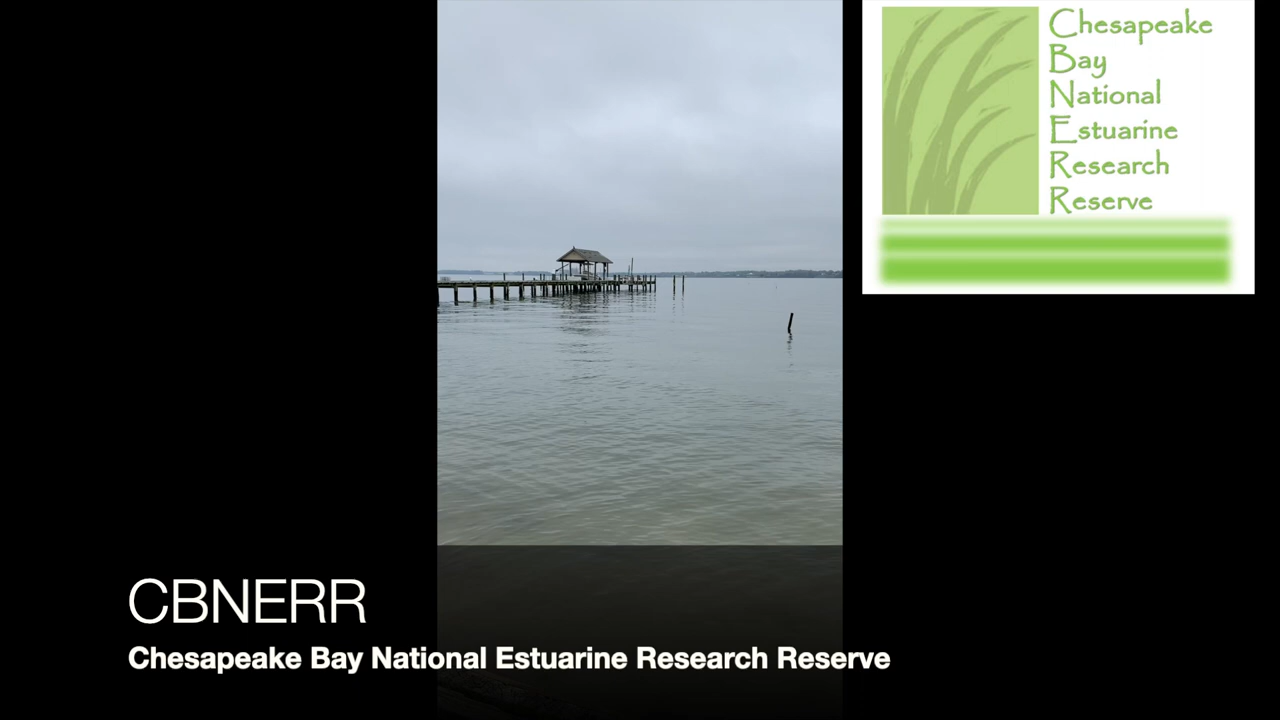 Chesapeake
Bay
National
Estuarine
Research
Reserve
CBNERR
Chesapeake Bay National Estuarine Research Reserve